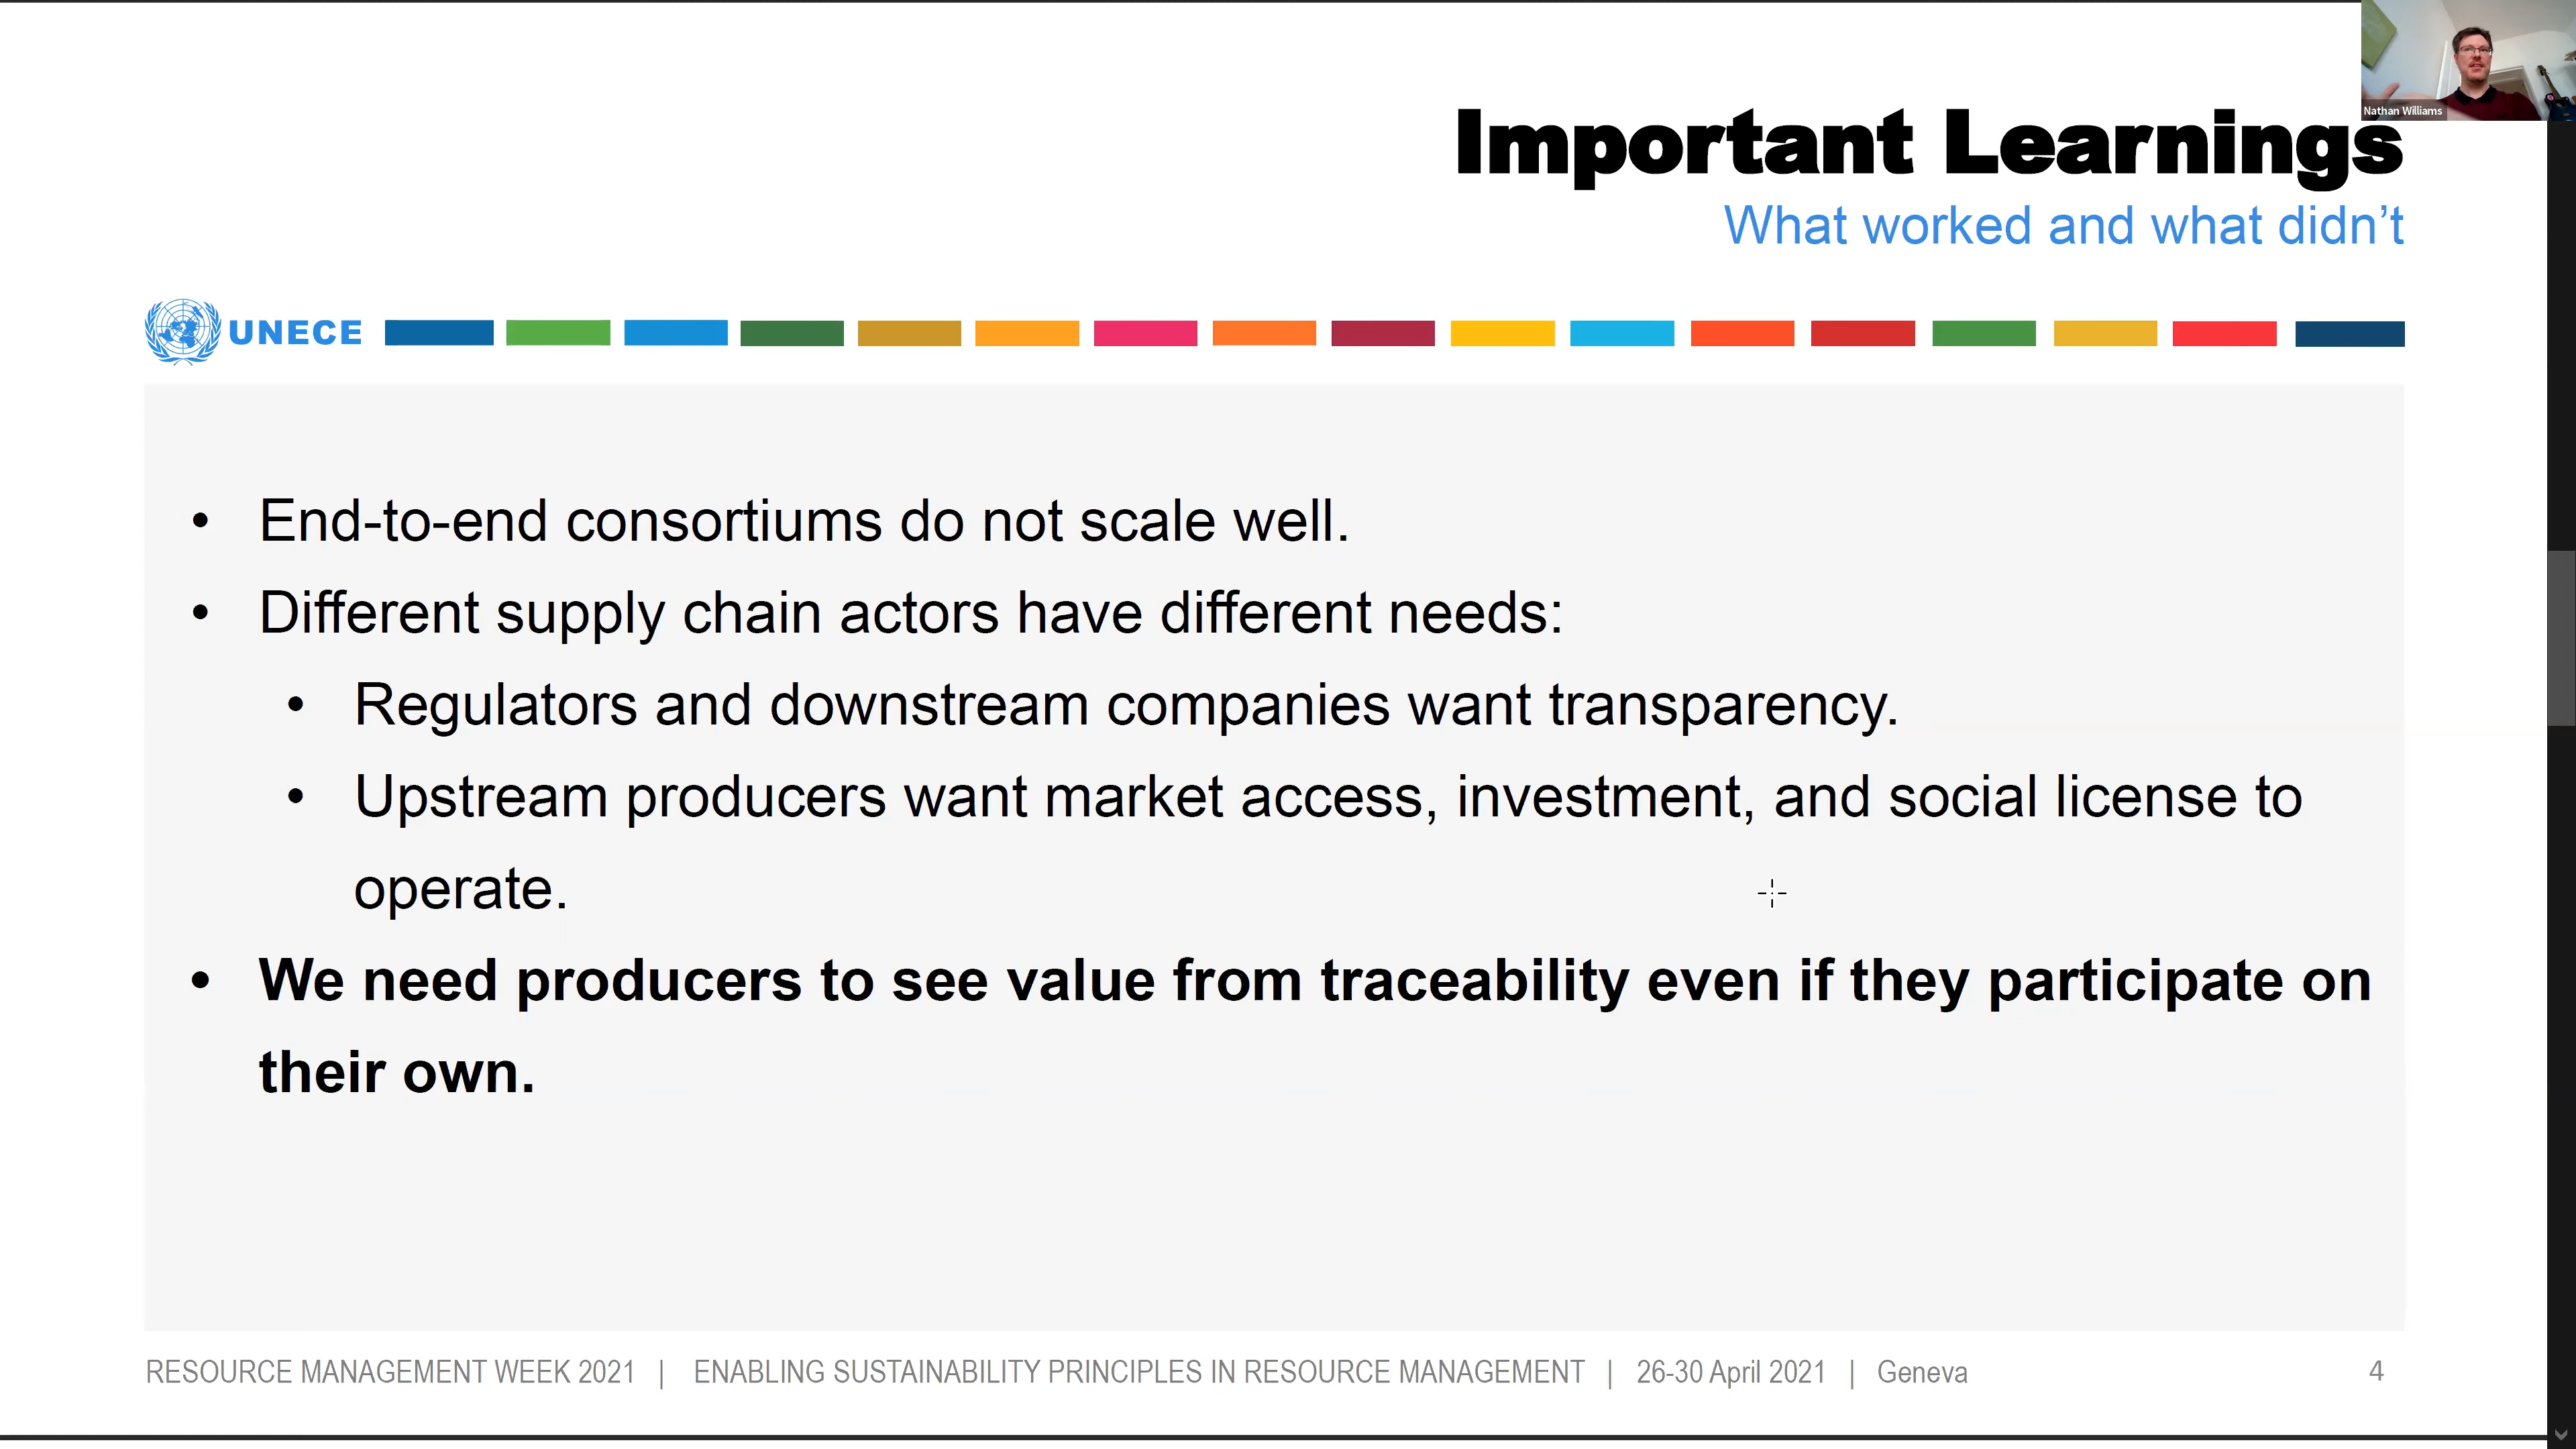 Nathan Williams
Important Learnings
What worked and what didn’t
UNECE
• End-to-end consortiums do not scale well.
• Different supply chain actors have different needs:
• Regulators and downstream companies want transparency.
• Upstream producers want market access, investment, and social license to
operate.
• We need producers to see value from traceability even if they participate on
their own.
RESOURCE MANAGEMENT WEEK 2021 | ENABLING SUSTAINABILITY PRINCIPLES IN RESOURCE MANAGEMENT | 26-30 April 2021 | Geneva 4